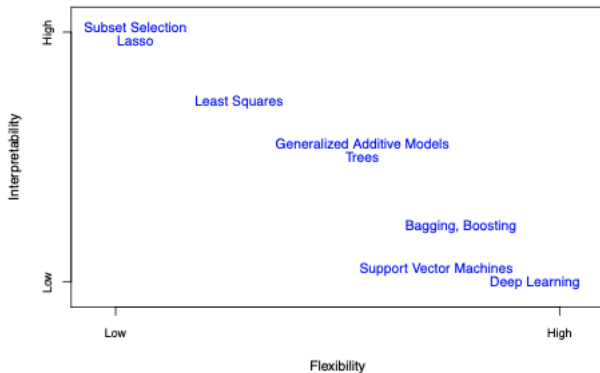 High
Subset Selection
Lasso
Least Squares
Generalized Additive Models
Trees
Interpretability
Bagging, Boosting
Support Vector Machines
Low
Deep Learning
Low
High
Flexibility